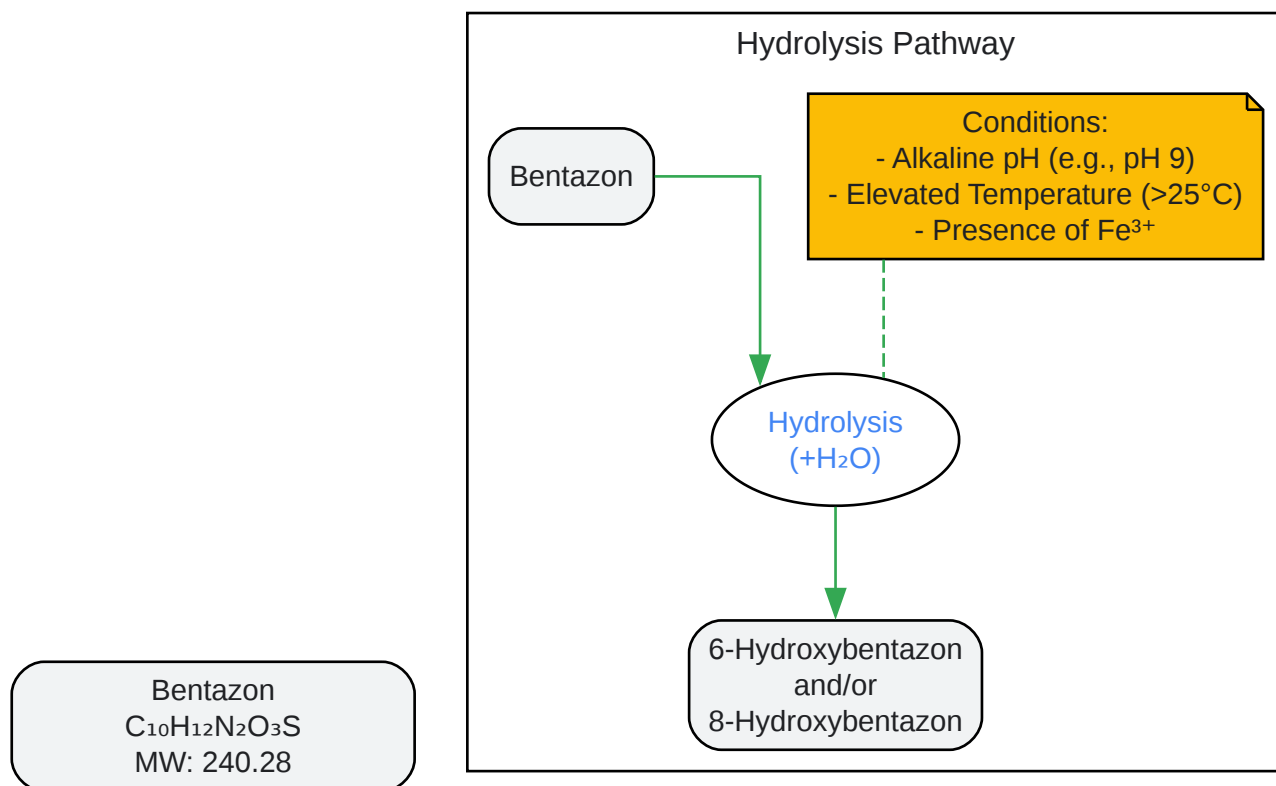 Hydrolysis Pathway
Conditions:
- Alkaline pH (e.g., pH 9)
- Elevated Temperature (>25°C)
- Presence of Fe³⁺
Bentazon
Hydrolysis
(+H₂O)
6-Hydroxybentazon
and/or
8-Hydroxybentazon
Bentazon
C₁₀H₁₂N₂O₃S
MW: 240.28